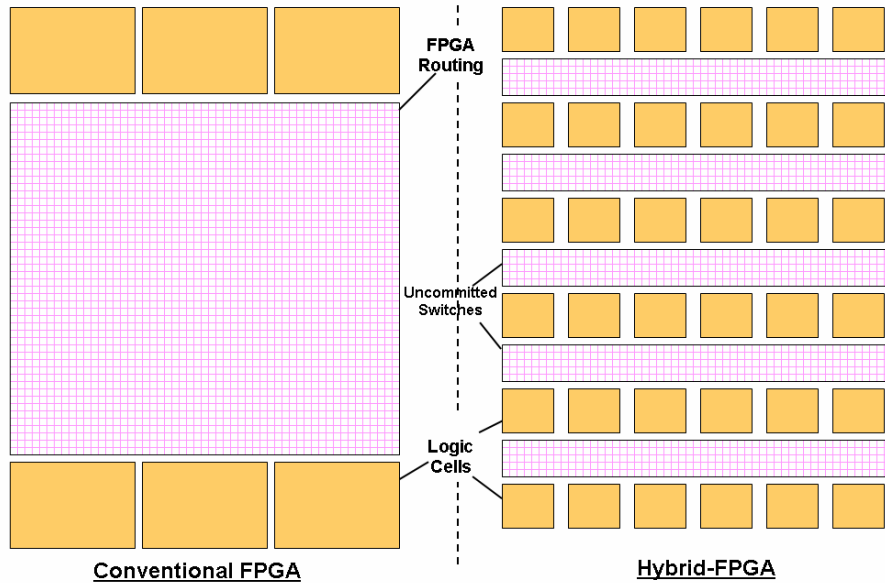 FPGA
Routing
Uncommitted
Switches
Logic
Cells
Conventional FPGA
Hybrid-FPGA